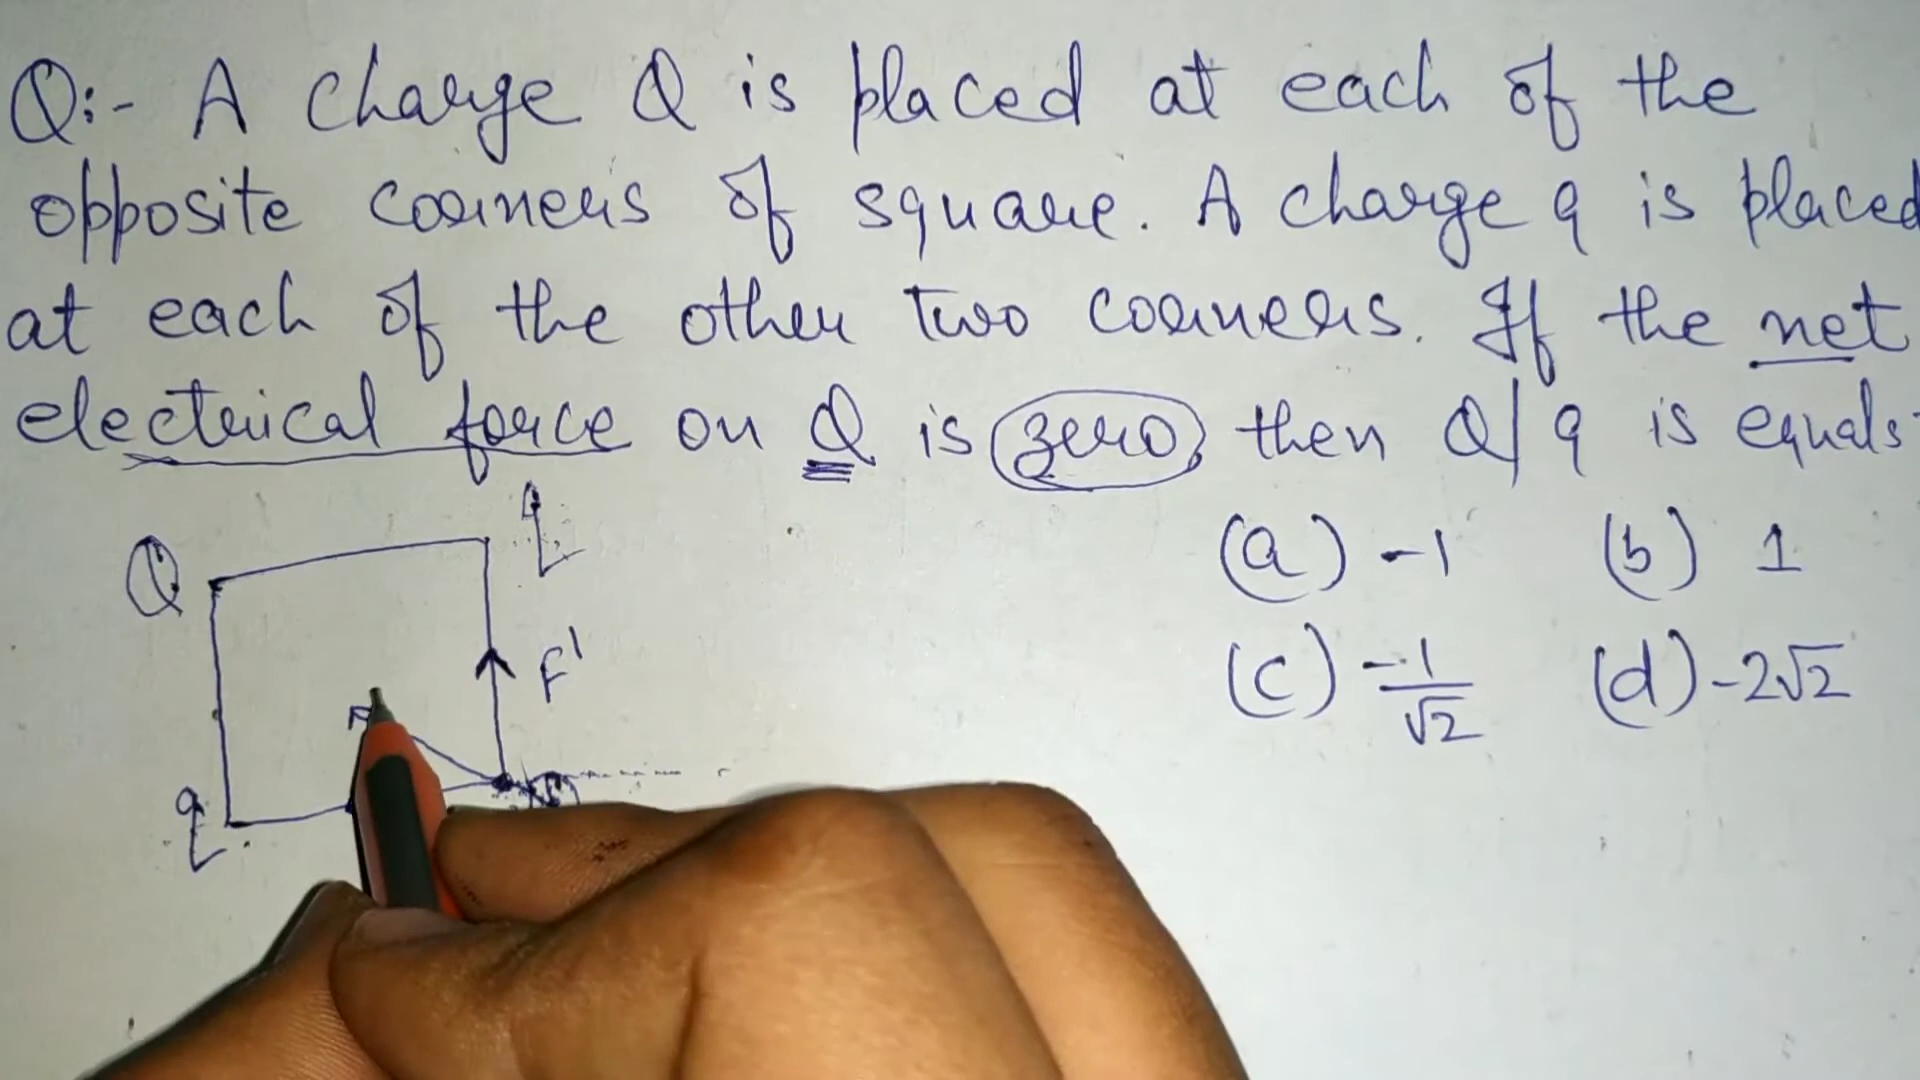 Q:- A charge Q is placed at each of the
opposite corners of square. A charge q is placed
at each of the other two corners. If the net
electrical force on Q is zero, then Q/q is equals-
(a) -1 (b) 1
(c) -1/√2 (d) -2√2
Q
q
F'
q